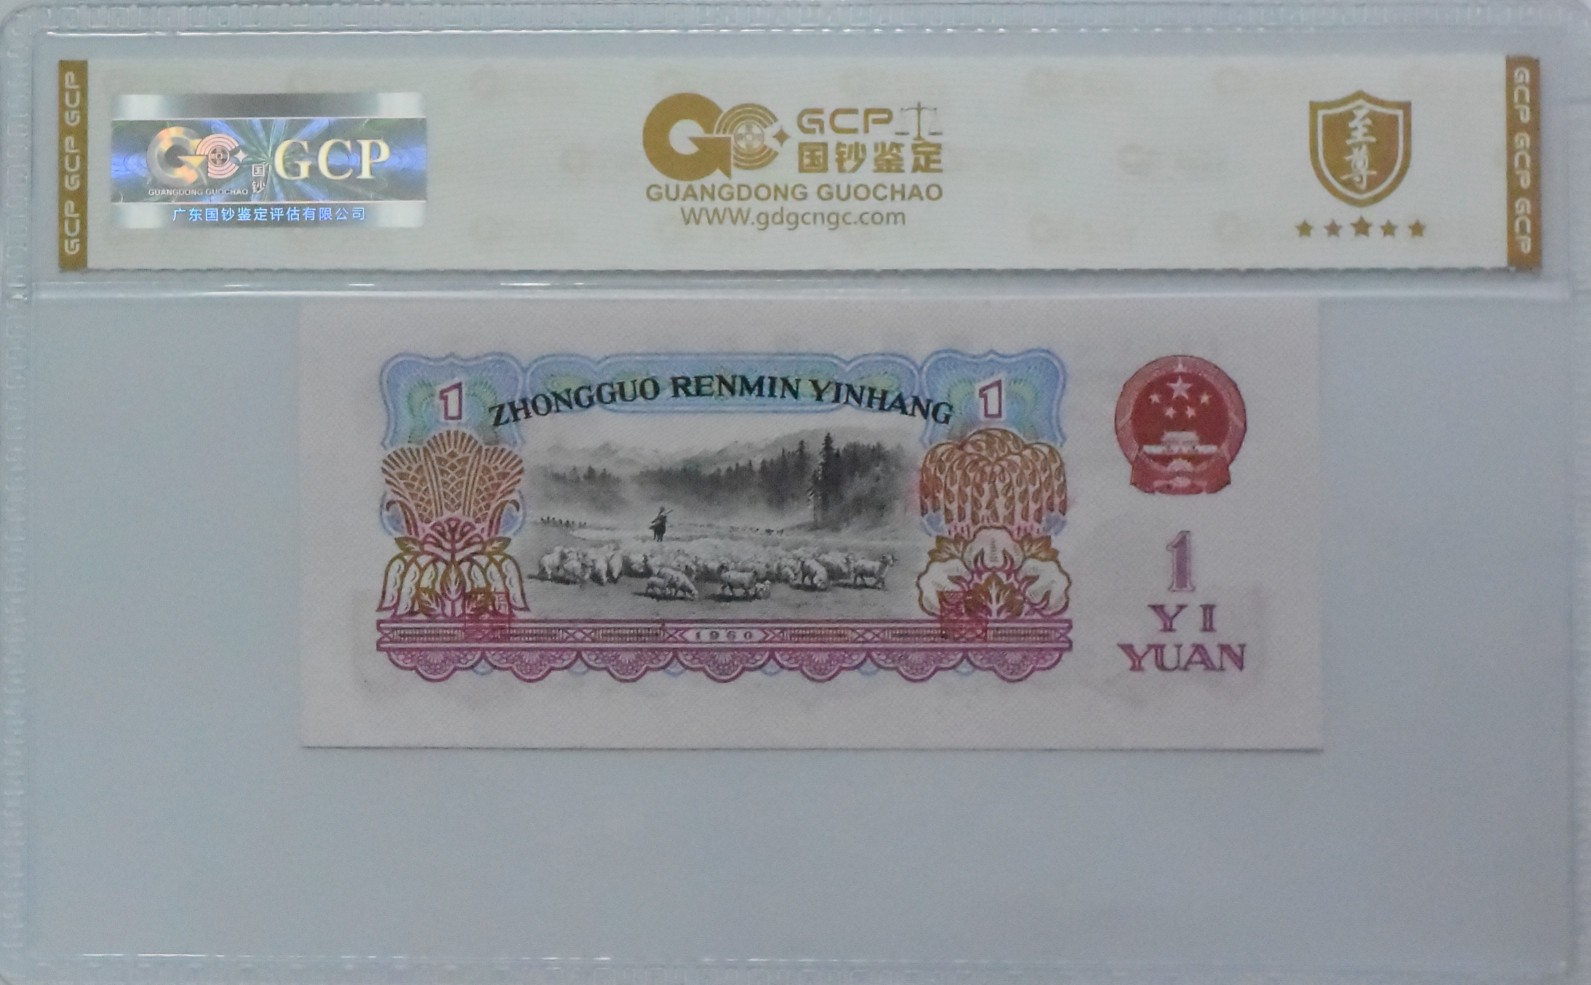 GCP GCP GCP
GUANGDONG GUOCHAO
国钞
GCP
广东国钞鉴定评估有限公司
GCP
国钞鉴定
GUANGDONG GUOCHAO
WWW.gdgcngc.com
至尊
GCP GCP GCP
1
ZHONGGUO RENMIN YINHANG
1
1960
1
YI
YUAN